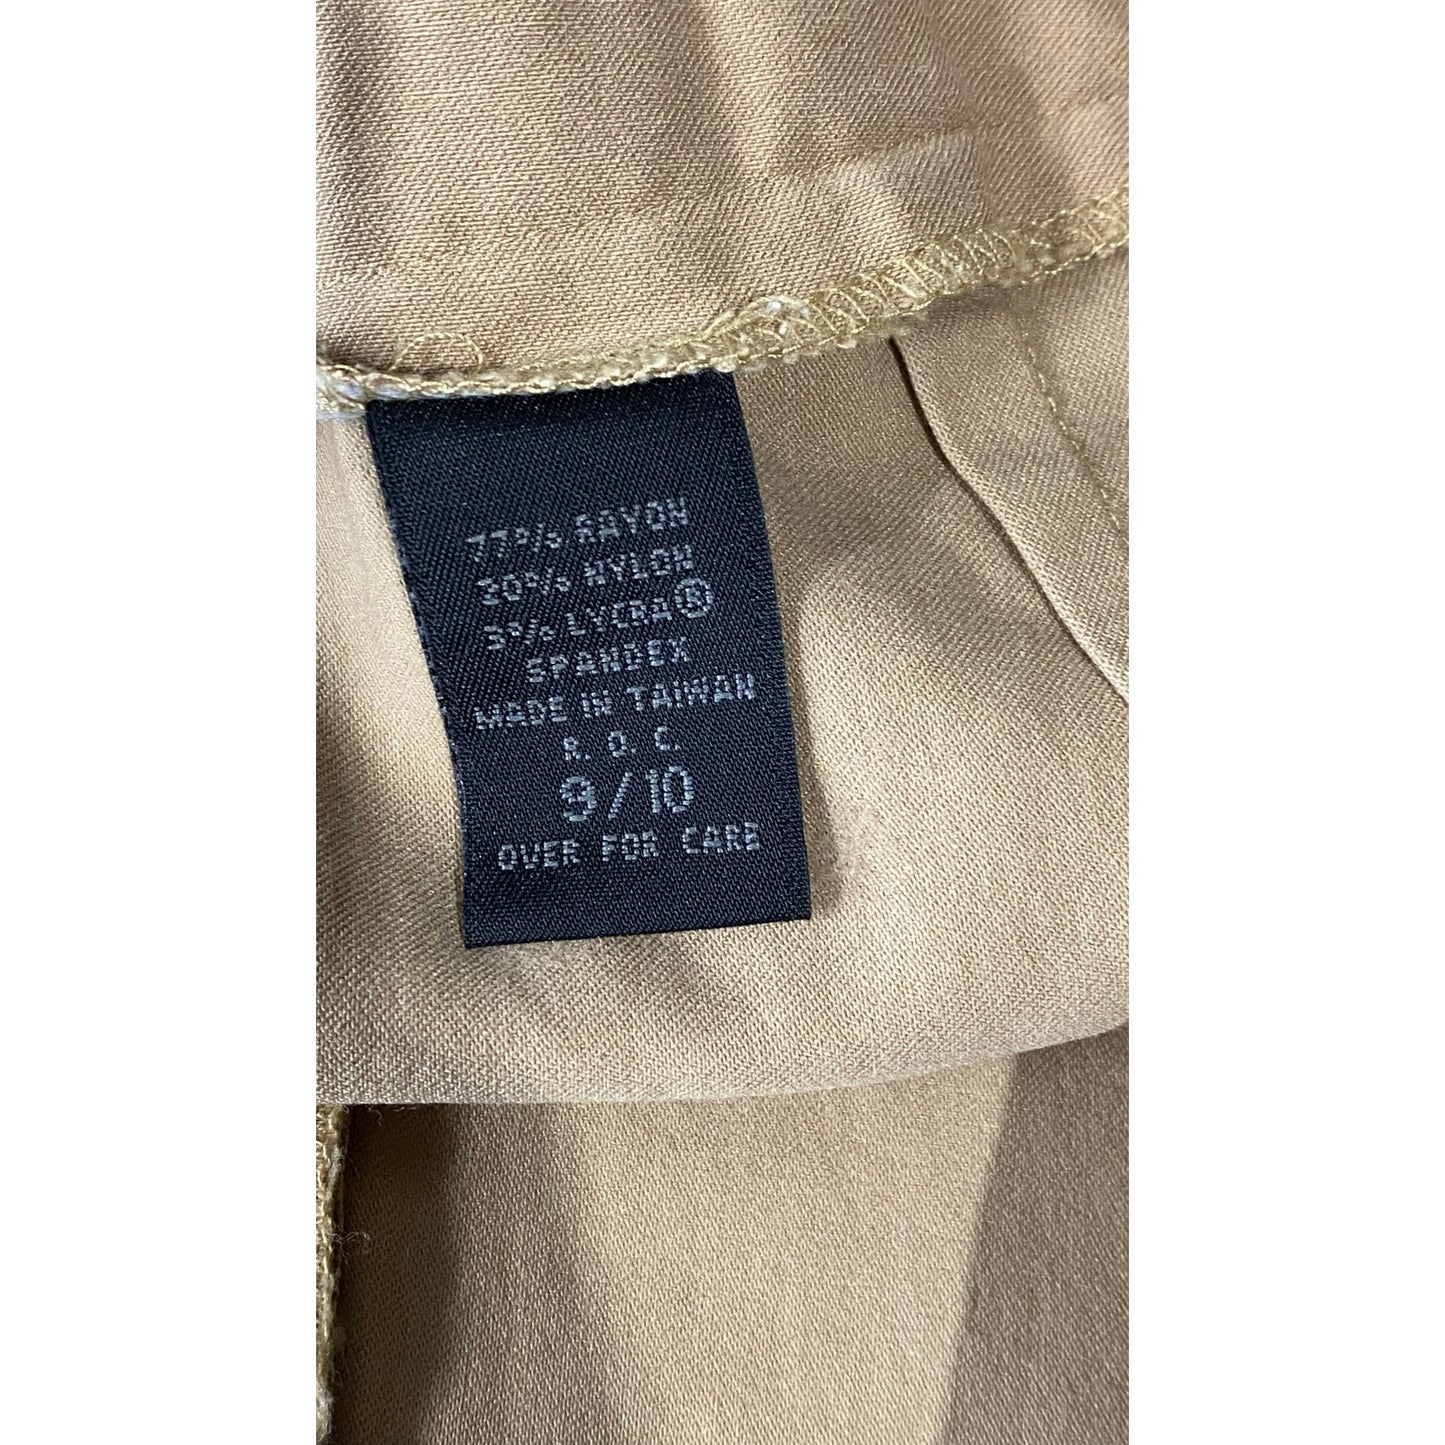 77% RAYON
20% NYLON
3% LYCRA®
SPANDEX
MADE IN TAIWAN
R. O. C.
9/10
OVER FOR CARE